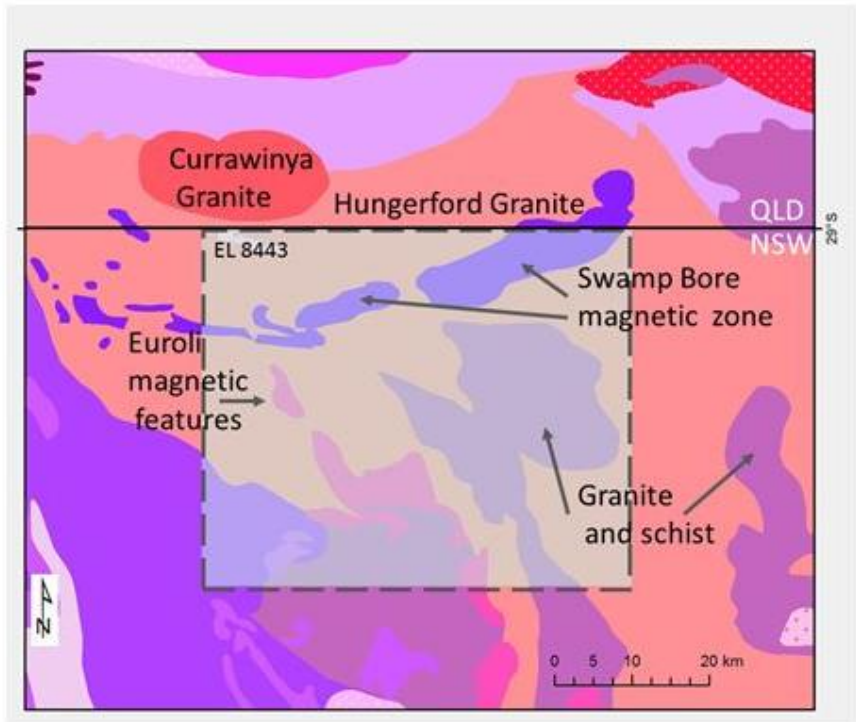 Currawinya
Granite
Hungerford Granite
QLD
NSW
29°S
EL 8443
Swamp Bore
magnetic zone
Euroli
magnetic
features
Granite
and schist
N
0 5 10 20 km